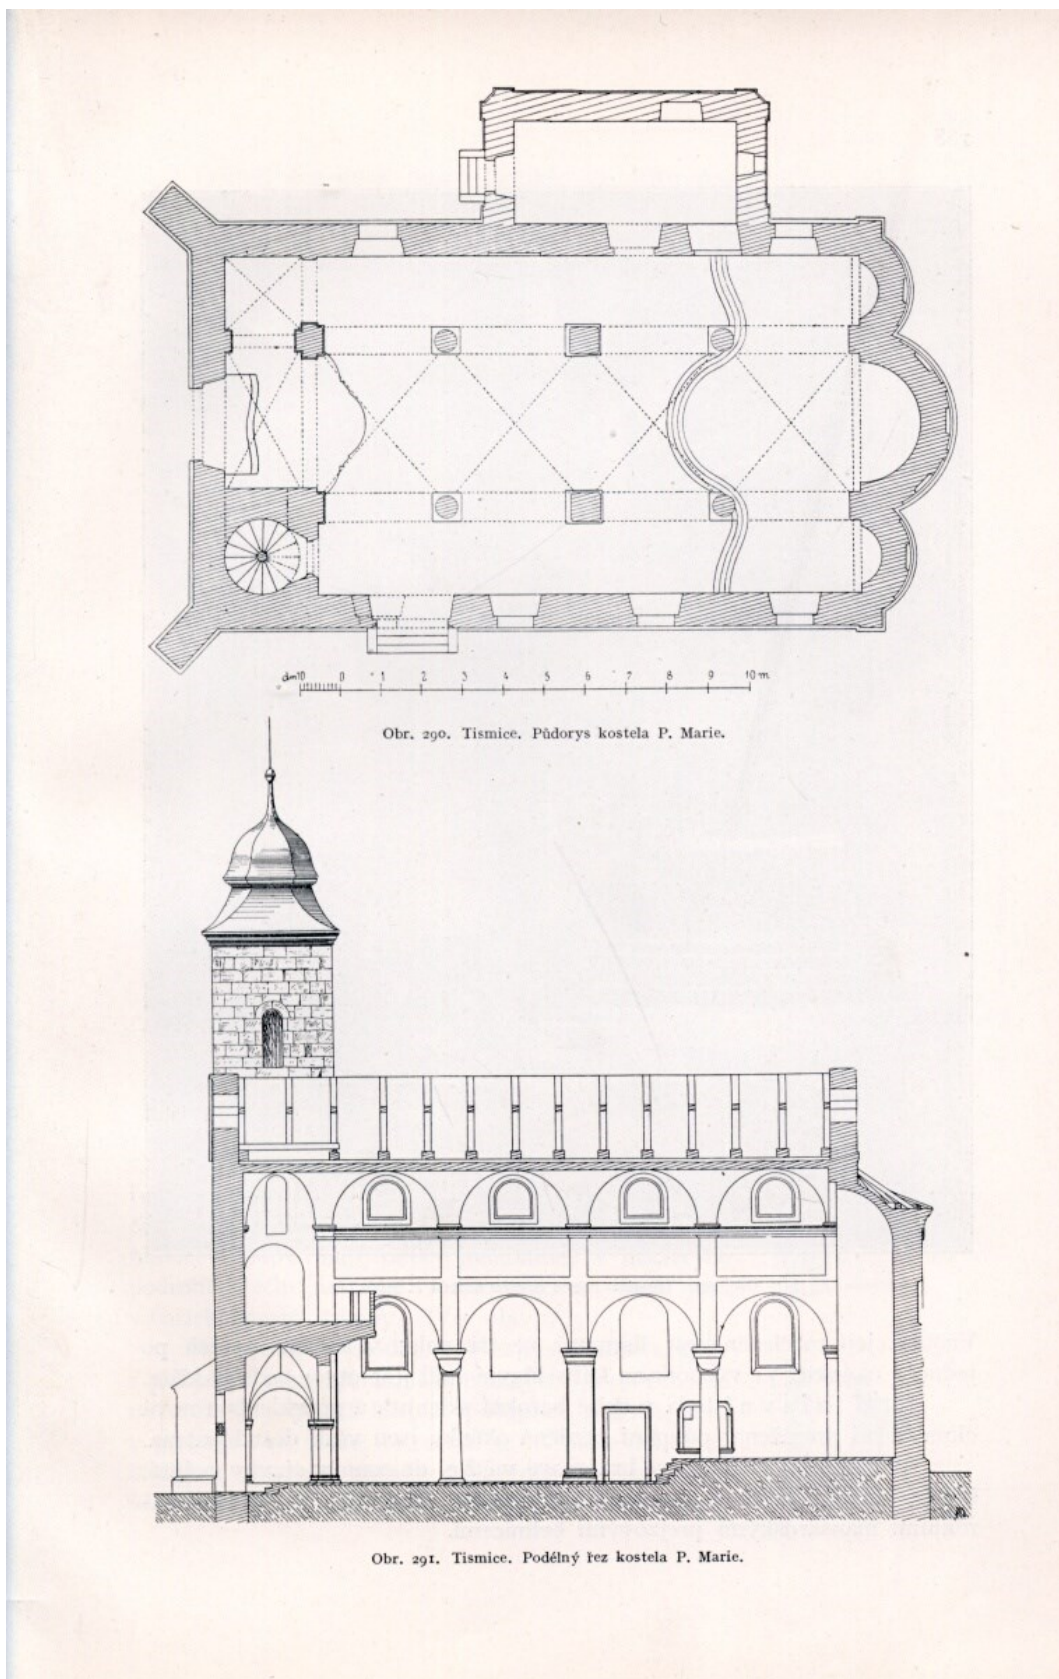 dm10 0 1 2 3 4 5 6 7 8 9 10 m
Obr. 290. Tismice. Půdorys kostela P. Marie.
Obr. 291. Tismice. Podélný řez kostela P. Marie.